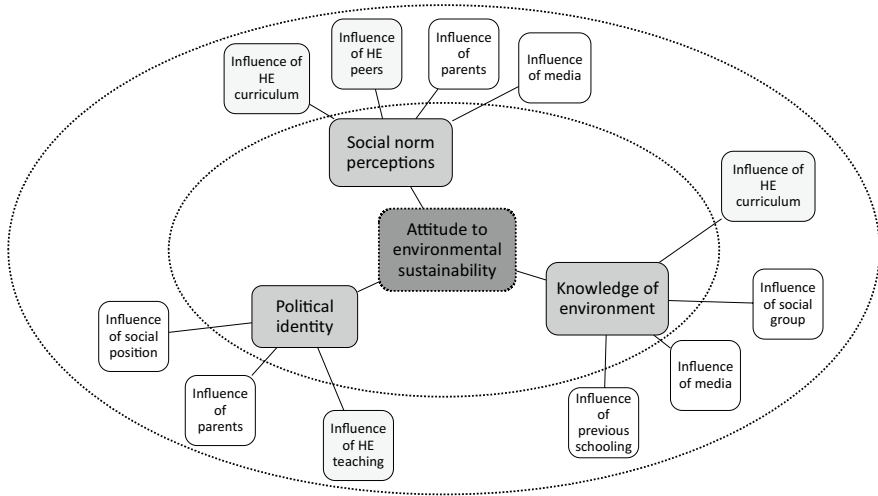 Influence of
HE
curriculum
Influence
of HE
peers
Influence
of
parents
Influence
of media
Social norm
perceptions
Attitude to
environmental
sustainability
Influence of
HE
curriculum
Knowledge of
environment
Influence
of social
group
Influence
of media
Influence
of
previous
schooling
Political
identity
Influence
of social
position
Influence
of
parents
Influence
of HE
teaching